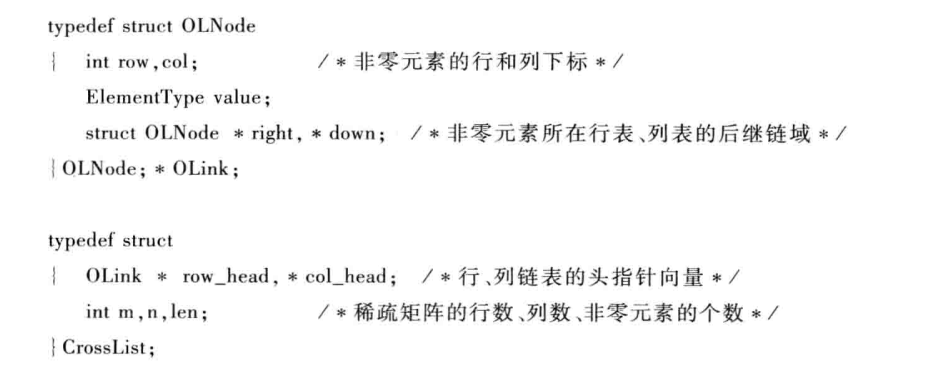 typedef struct OLNode
{ int row,col; /*非零元素的行和列下标*/
ElementType value;
struct OLNode *right,*down; /*非零元素所在行表、列表的后继链域*/
}OLNode;*OLink;
typedef struct
{ OLink * row_head,*col_head; /*行、列链表的头指针向量*/
int m,n,len; /*稀疏矩阵的行数、列数、非零元素的个数*/
}CrossList;